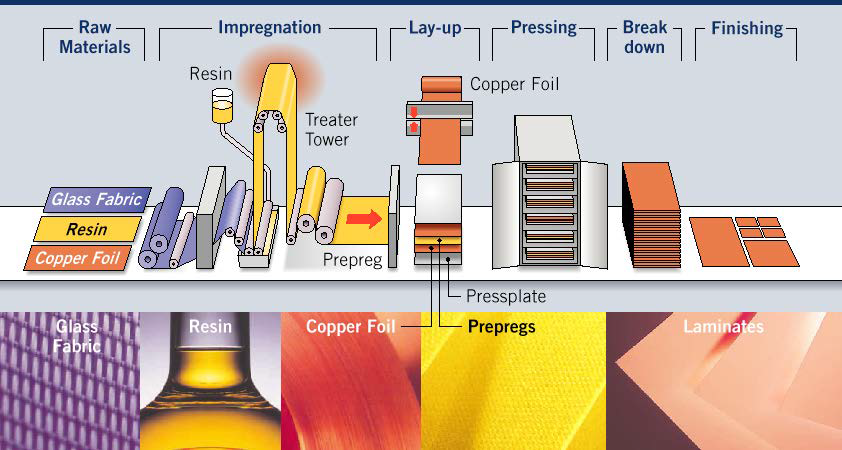 Raw
Materials
Impregnation
Lay-up
Pressing
Break
down
Finishing
Resin
Copper Foil
Treater
Tower
Glass Fabric
Resin
Copper Foil
Prepreg
Pressplate
Glass
Fabric
Resin
Copper Foil
Prepregs
Laminates